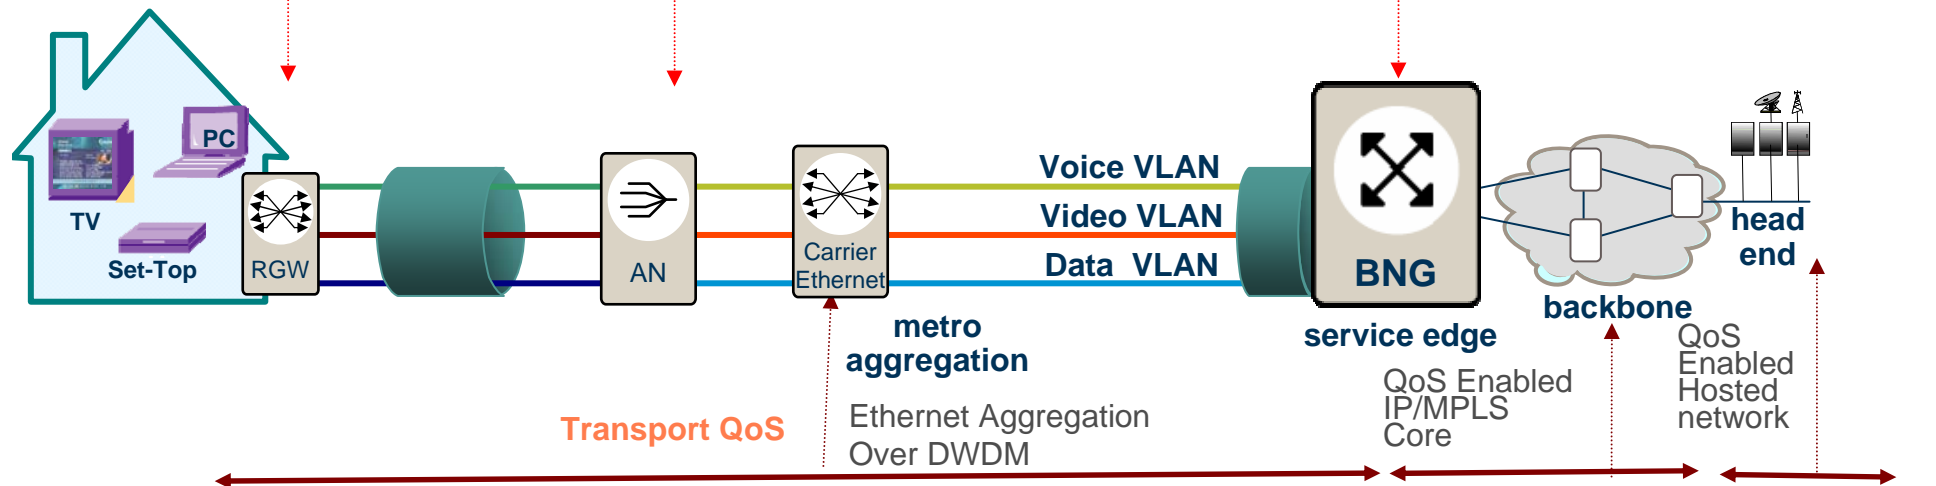 PC
TV
Set-Top
RGW
AN
Carrier
Ethernet
Voice VLAN
Video VLAN
Data VLAN
BNG
head
end
metro
aggregation
service edge
backbone
Transport QoS
Ethernet Aggregation
Over DWDM
QoS Enabled
IP/MPLS
Core
QoS
Enabled
Hosted
network